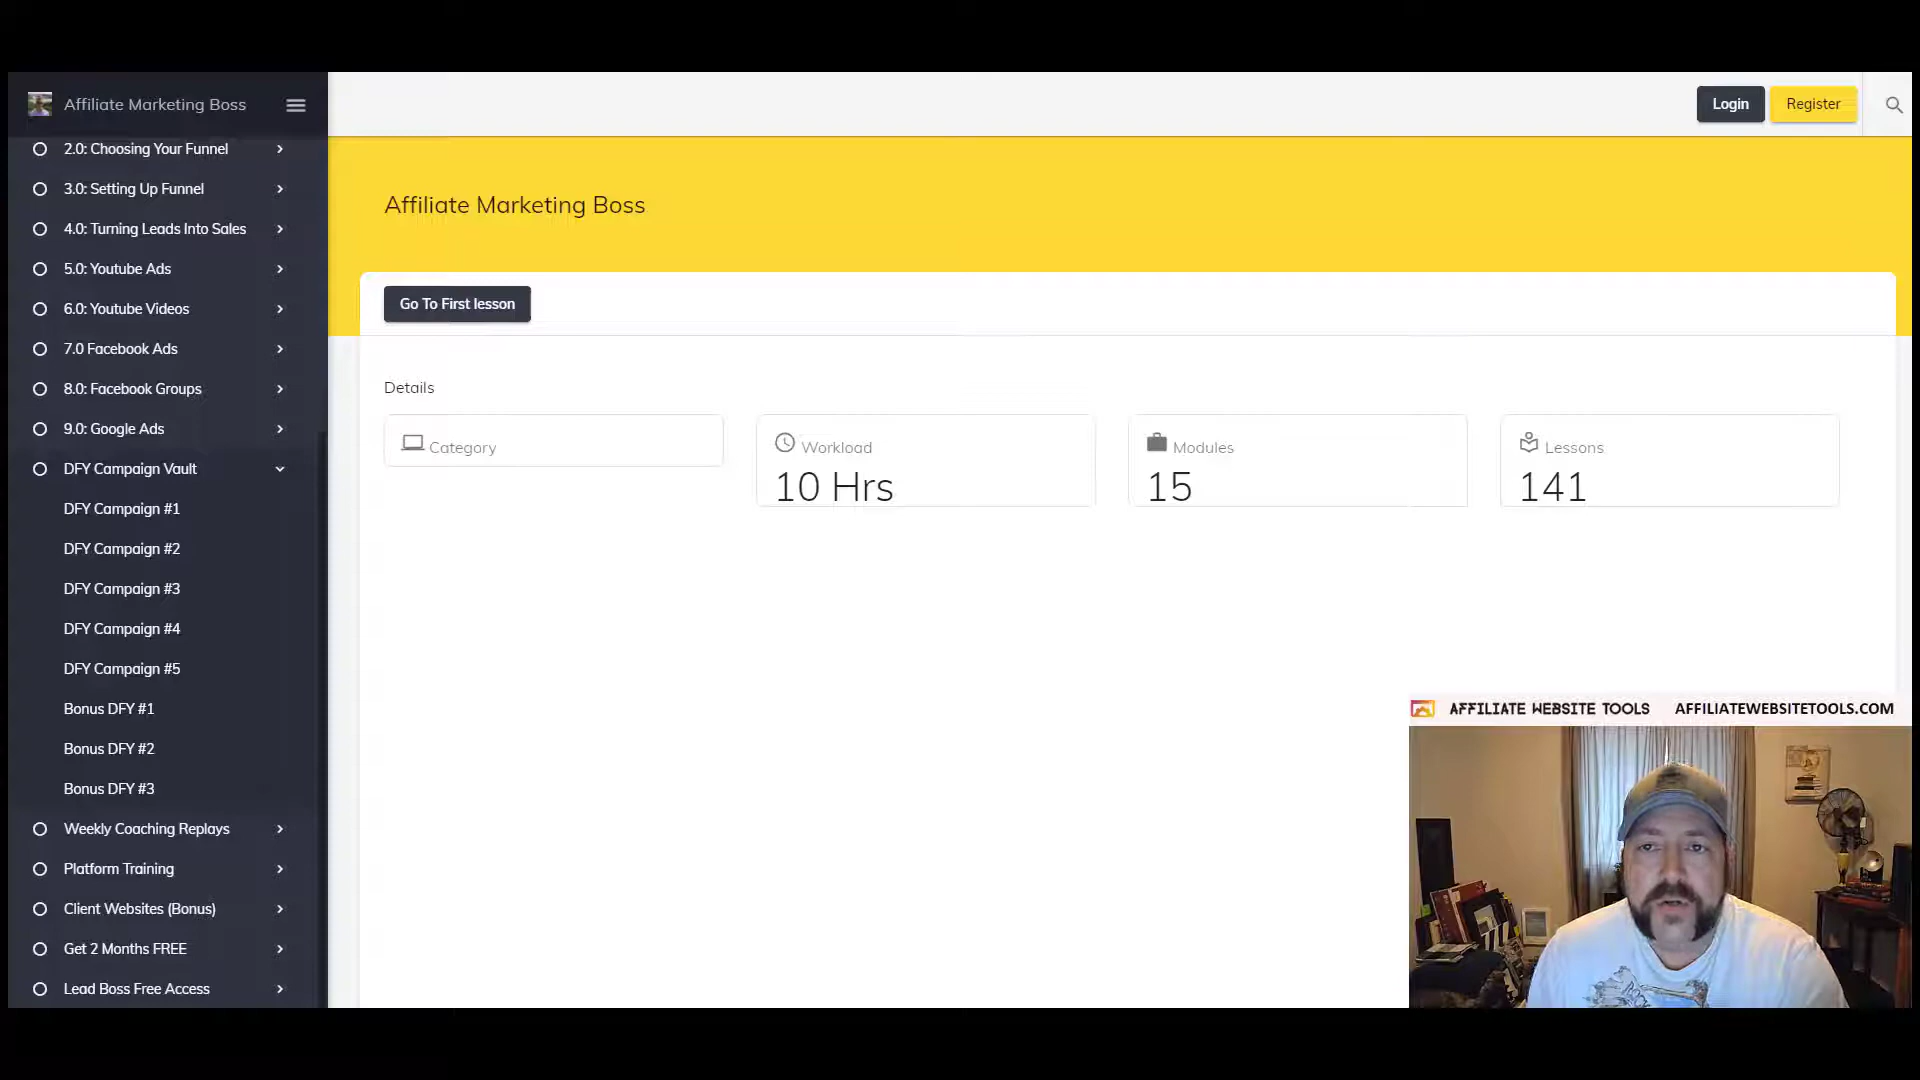 Affiliate Marketing Boss
2.0: Choosing Your Funnel
3.0: Setting Up Funnel
4.0: Turning Leads Into Sales
5.0: Youtube Ads
6.0: Youtube Videos
7.0 Facebook Ads
8.0: Facebook Groups
9.0: Google Ads
DFY Campaign Vault
DFY Campaign #1
DFY Campaign #2
DFY Campaign #3
DFY Campaign #4
DFY Campaign #5
Bonus DFY #1
Bonus DFY #2
Bonus DFY #3
Weekly Coaching Replays
Platform Training
Client Websites (Bonus)
Get 2 Months FREE
Lead Boss Free Access
Login
Register
Affiliate Marketing Boss
Go To First lesson
Details
Category
Workload
10 Hrs
Modules
15
Lessons
141
AFFILIATE WEBSITE TOOLS AFFILIATEWEBSITETOOLS.COM